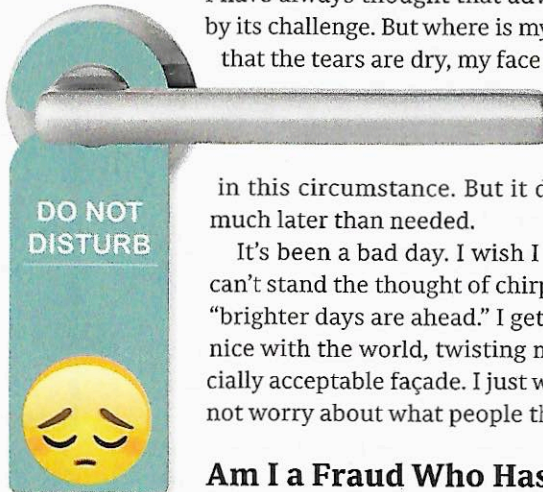 by its challenge. But where is my
that the tears are dry, my face
DO NOT
DISTURB
in this circumstance. But it d
much later than needed.
It's been a bad day. I wish I
can't stand the thought of chirp
"brighter days are ahead." I get
nice with the world, twisting m
cially acceptable façade. I just w
not worry about what people th
Am I a Fraud Who Has